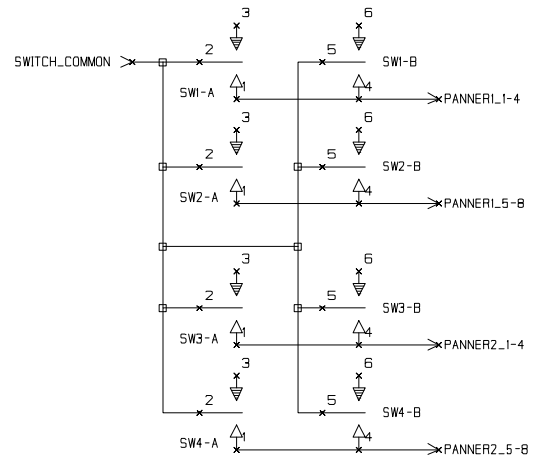 3 6
2 5
SWITCH_COMMON SW1-B
SW1-A 1 4
PANNER1_1-4
3 6
2 5
SW2-B
SW2-A 1 4
PANNER1_5-8
3 6
2 5
SW3-B
SW3-A 1 4
PANNER2_1-4
3 6
2 5
SW4-B
SW4-A 1 4
PANNER2_5-8